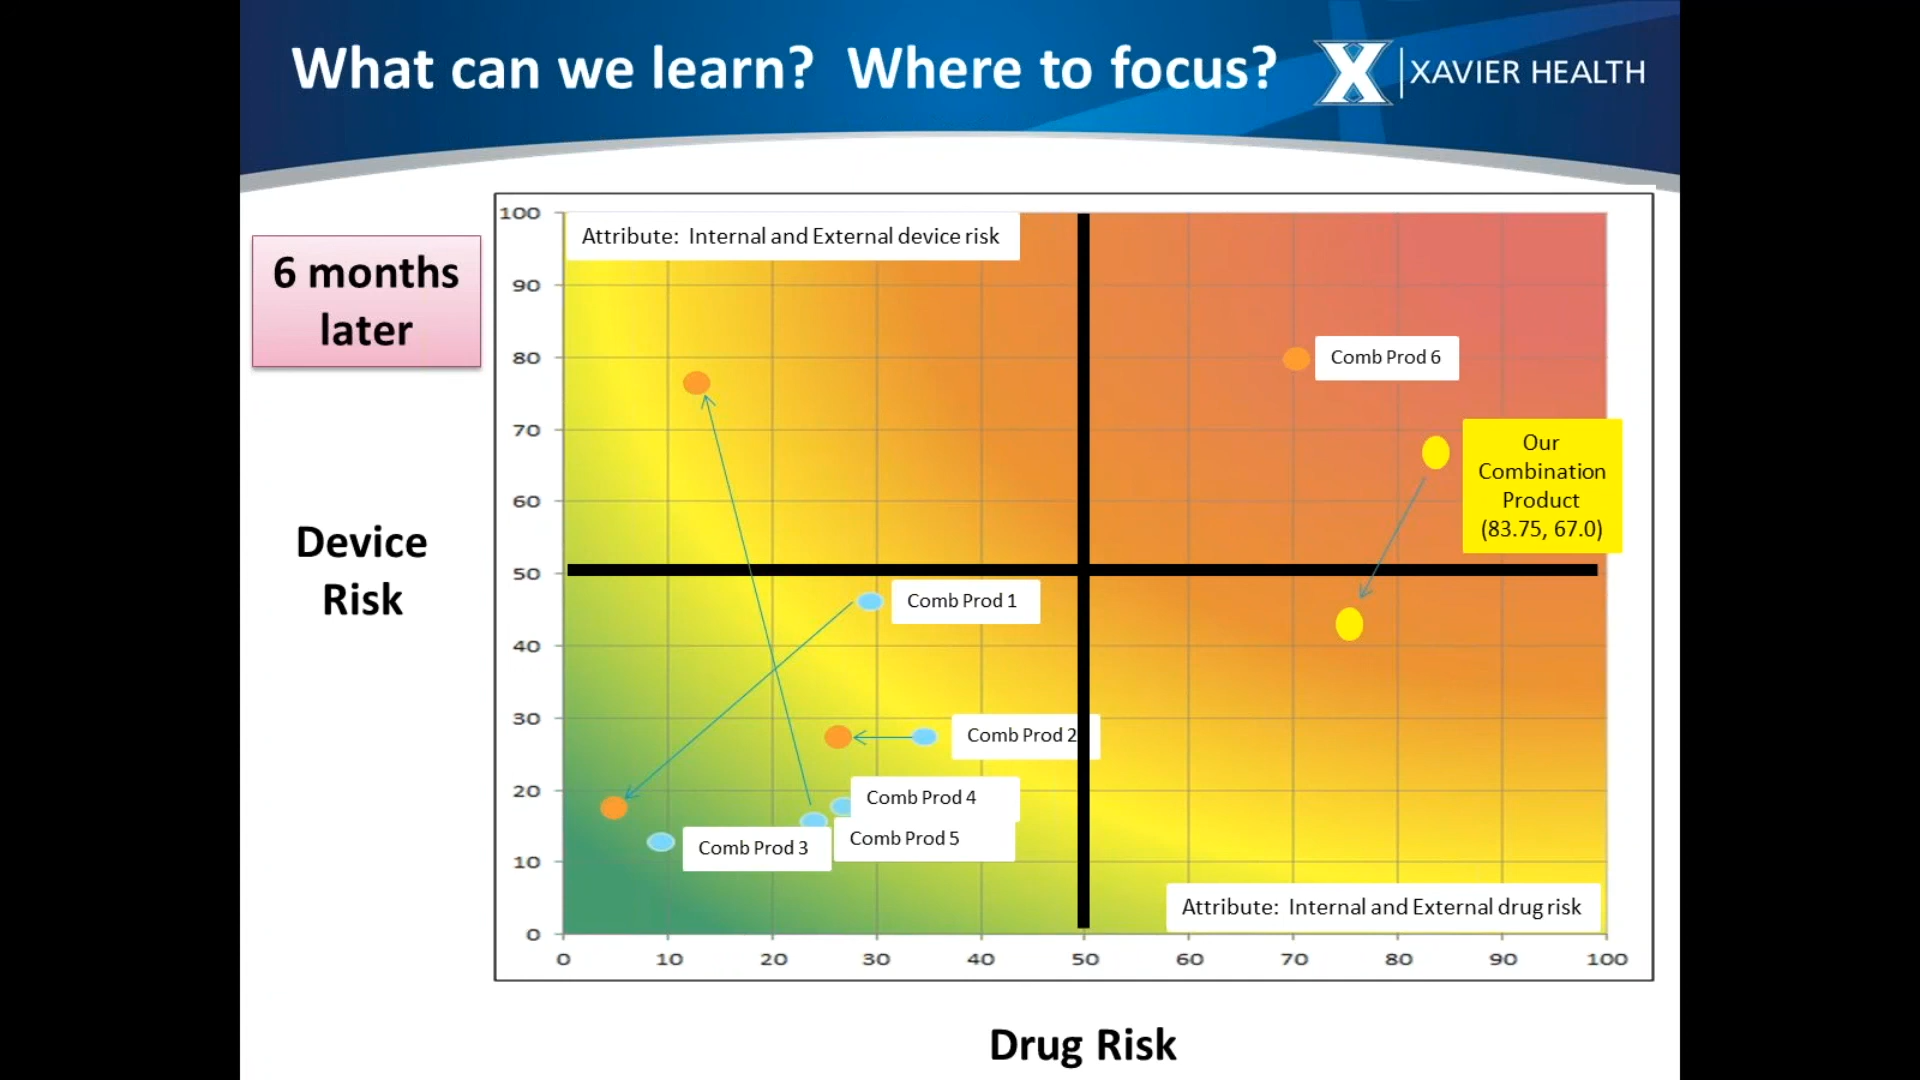 What can we learn?  Where to focus?
XAVIER HEALTH
6 months
later
Device
Risk
100
90
80
70
60
50
40
30
20
10
0
Attribute:  Internal and External device risk
Comb Prod 6
Our
Combination
Product
(83.75, 67.0)
Comb Prod 1
Comb Prod 2
Comb Prod 4
Comb Prod 5
Comb Prod 3
Attribute:  Internal and External drug risk
0 10 20 30 40 50 60 70 80 90 100
Drug Risk